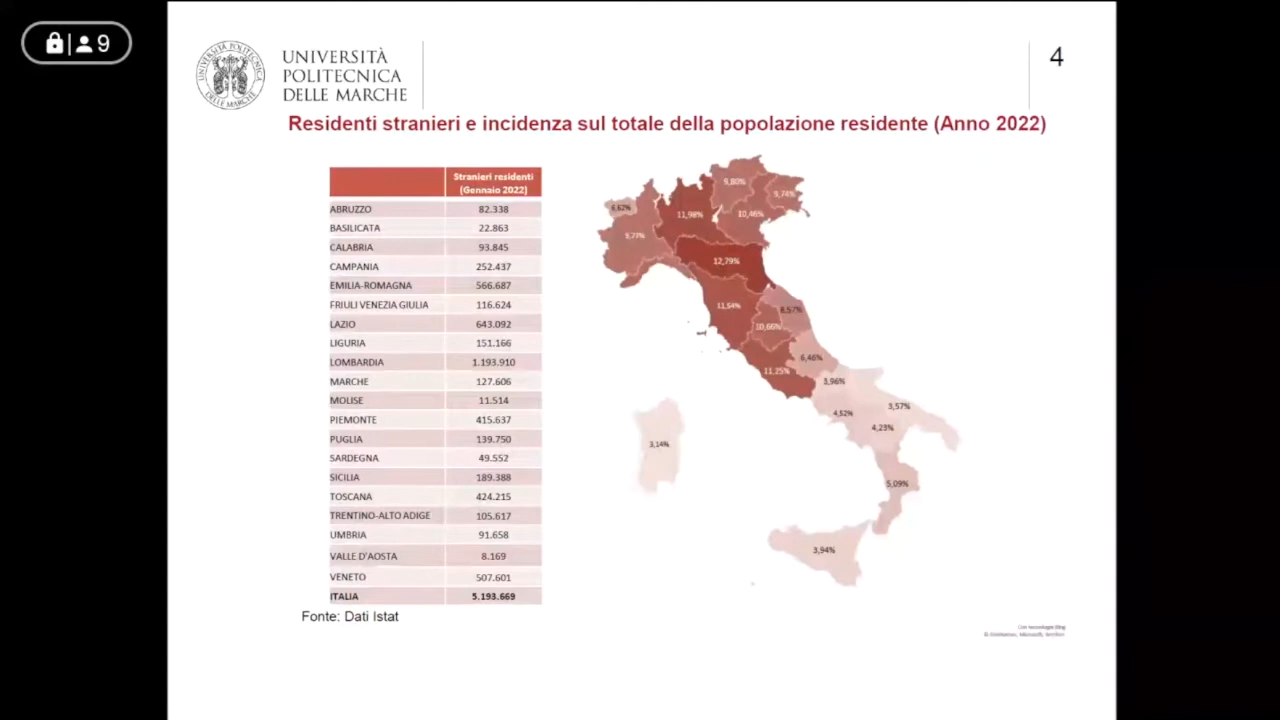 9
UNIVERSITÀ
POLITECNICA
DELLE MARCHE
4
Residenti stranieri e incidenza sul totale della popolazione residente (Anno 2022)
Stranieri residenti
(Gennaio 2022)
ABRUZZO 82.338
BASILICATA 22.863
CALABRIA 93.845
CAMPANIA 252.437
EMILIA-ROMAGNA 566.687
FRIULI VENEZIA GIULIA 116.624
LAZIO 643.092
LIGURIA 151.166
LOMBARDIA 1.193.910
MARCHE 127.606
MOLISE 11.514
PIEMONTE 415.637
PUGLIA 139.750
SARDEGNA 49.552
SICILIA 189.388
TOSCANA 424.215
TRENTINO-ALTO ADIGE 105.617
UMBRIA 91.658
VALLE D'AOSTA 8.169
VENETO 507.601
ITALIA 5.193.669
Fonte: Dati Istat
9,80%
9,74%
6,62%
11,98%
10,46%
9,77%
12,79%
11,54%
8,57%
10,66%
6,46%
11,25%
3,96%
3,57%
4,52%
4,23%
3,14%
5,09%
3,94%
Con tecnologia Bing